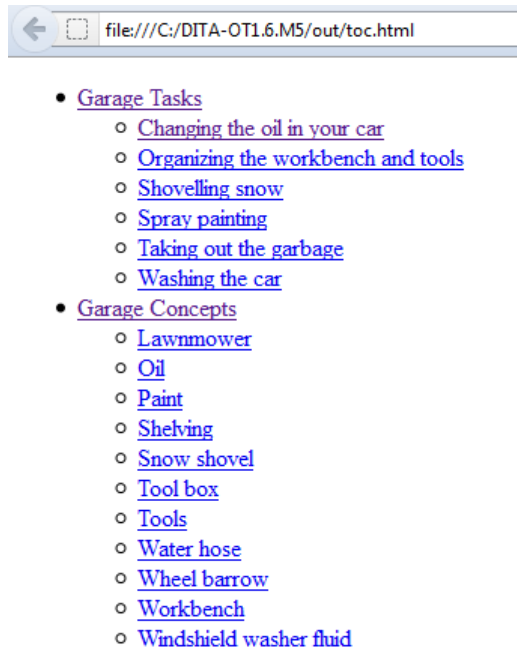 file:///C:/DITA-OT1.6.M5/out/toc.html
Garage Tasks
Changing the oil in your car
Organizing the workbench and tools
Shovelling snow
Spray painting
Taking out the garbage
Washing the car
Garage Concepts
Lawnmower
Oil
Paint
Shelving
Snow shovel
Tool box
Tools
Water hose
Wheel barrow
Workbench
Windshield washer fluid